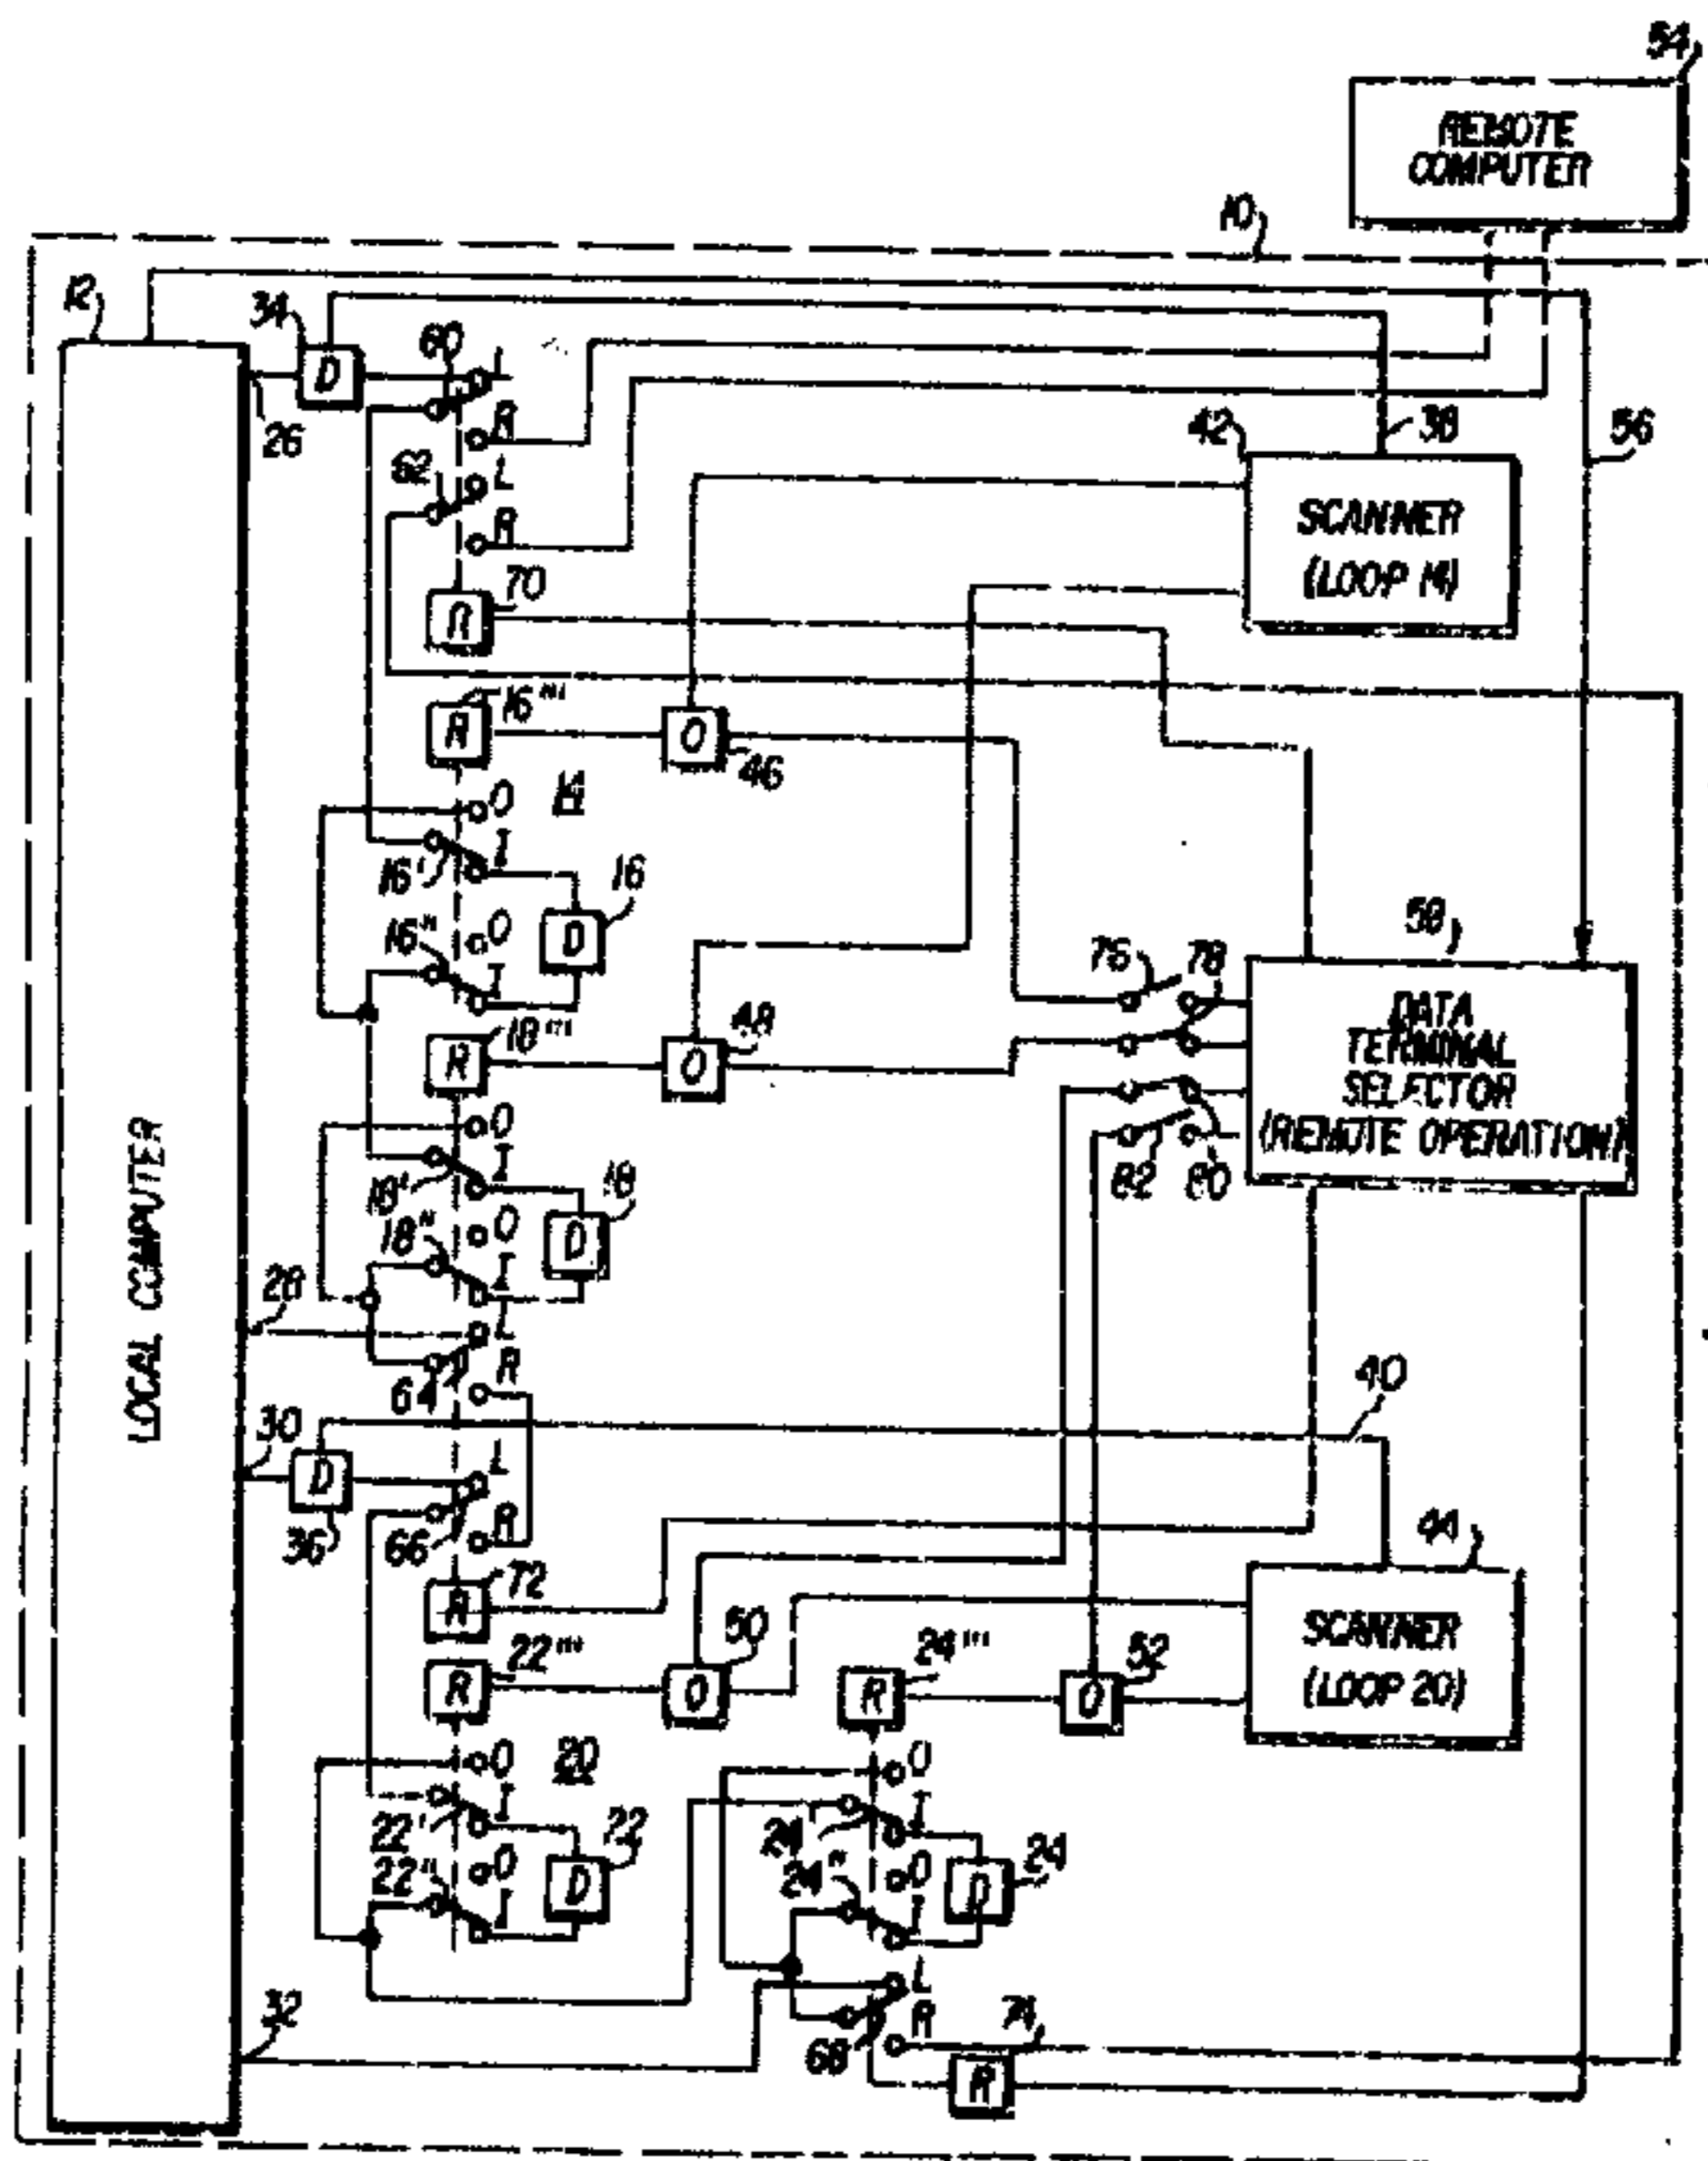 54
REMOTE
COMPUTER
10
12
34
D
60
L
26
R
62
L
R
42
38
56
SCANNER
(LOOP 14)
70
R
16'''
R
O
46
O
14
I
16'
16
16"
O
D
I
58
76
78
18'''
R
O
48
DATA
TERMINAL
SELECTOR
(REMOTE OPERATION)
82
80
O
I
18'
18
O
18"
D
I
LOCAL COMPUTER
28
L
R
64
40
30
D
L
R
36
66
44
72
R
SCANNER
(LOOP 20)
50
22'''
R
O
24'''
R
52
O
O
20
I
22'
22
O
22"
D
I
O
I
24'
24
O
24"
D
I
32
L
R
68
74
R